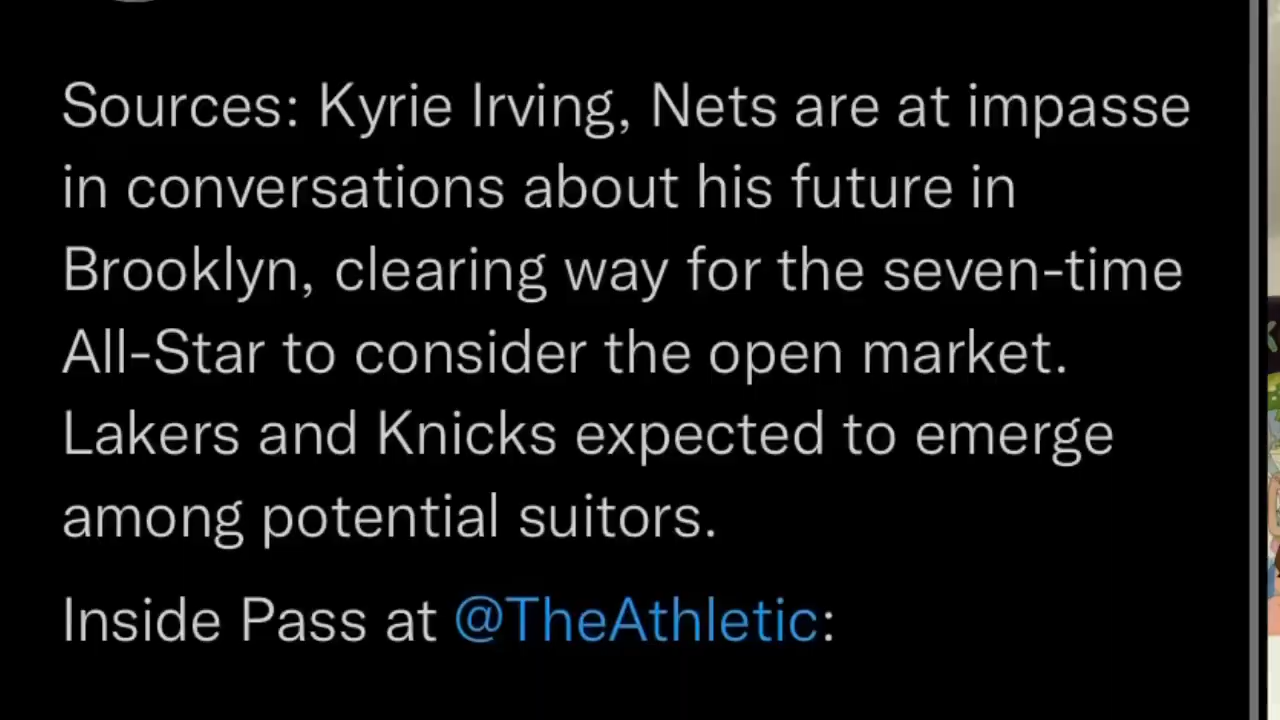 Sources: Kyrie Irving, Nets are at impasse
in conversations about his future in
Brooklyn, clearing way for the seven-time
All-Star to consider the open market.
Lakers and Knicks expected to emerge
among potential suitors.
Inside Pass at @TheAthletic: